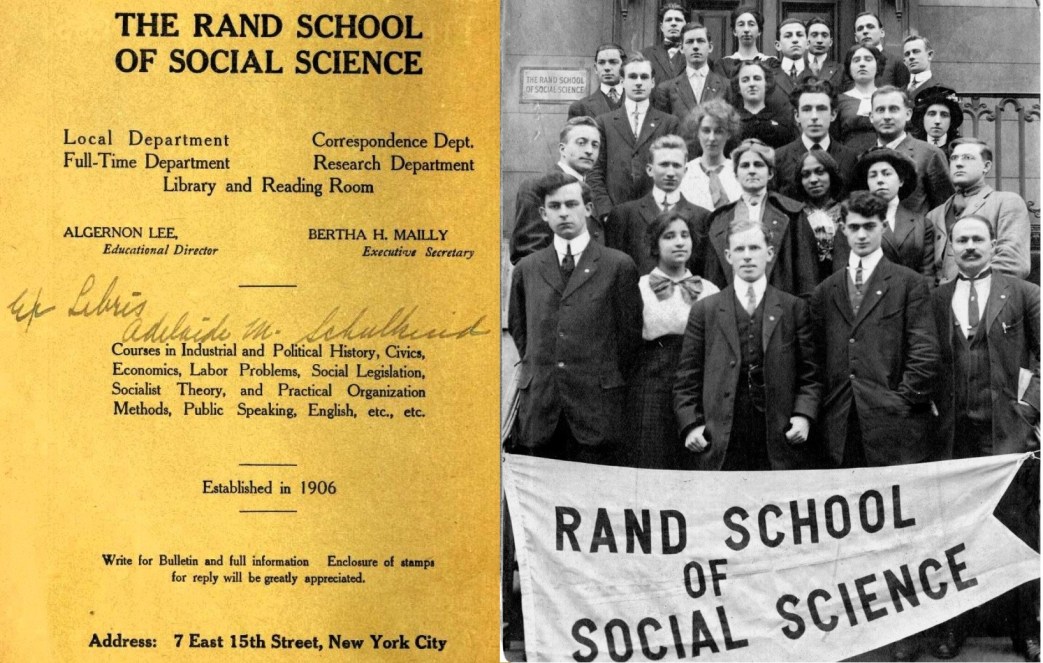 THE RAND SCHOOL
OF SOCIAL SCIENCE
Local Department
Full-Time Department
Correspondence Dept.
Research Department
Library and Reading Room
ALGERNON LEE,
Educational Director
BERTHA H. MAILLY
Executive Secretary
Ex Libris
Adelaide M. Schulkind
Courses in Industrial and Political History, Civics,
Economics, Labor Problems, Social Legislation,
Socialist Theory, and Practical Organization
Methods, Public Speaking, English, etc., etc.
Established in 1906
Write for Bulletin and full information Enclosure of stamps
for reply will be greatly appreciated.
Address: 7 East 15th Street, New York City
THE RAND SCHOOL
OF SOCIAL SCIENCE
RAND SCHOOL
OF
SOCIAL SCIENCE